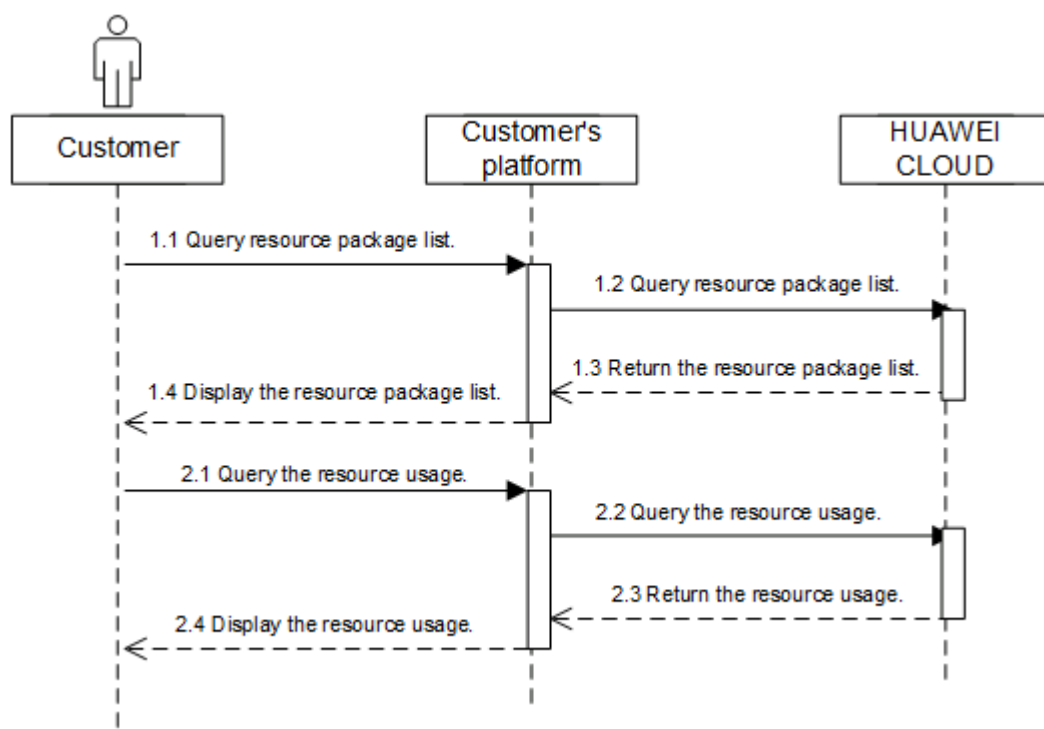 Customer
Customer's
platform
HUAWEI
CLOUD
1.1 Query resource package list.
1.2 Query resource package list.
1.3 Return the resource package list.
1.4 Display the resource package list.
2.1 Query the resource usage.
2.2 Query the resource usage.
2.3 Return the resource usage.
2.4 Display the resource usage.